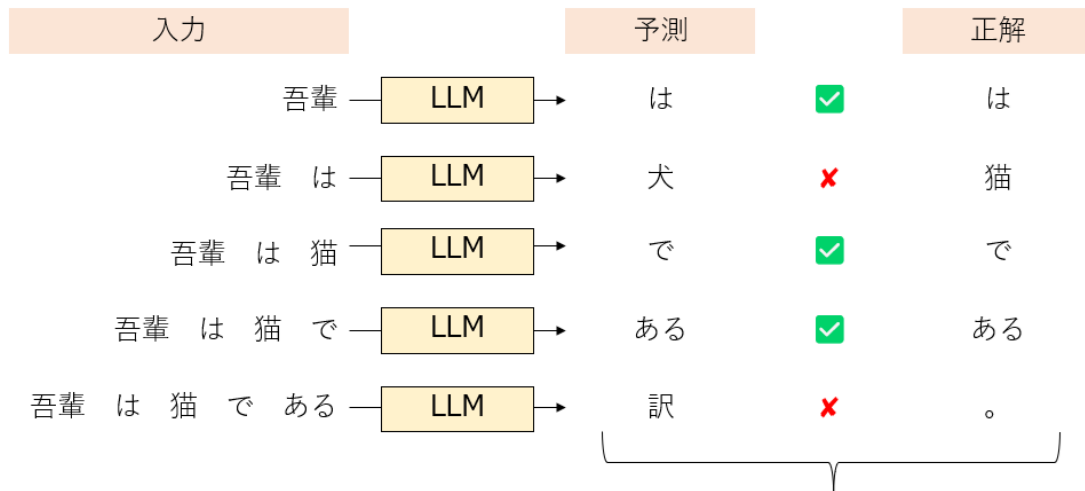 入力 予測 正解
吾輩 LLM は ✅ は
吾輩 は LLM 犬 ✘ 猫
吾輩 は 猫 LLM で ✅ で
吾輩 は 猫 で LLM ある ✅ ある
吾輩 は 猫 で ある LLM 訳 ✘ 。